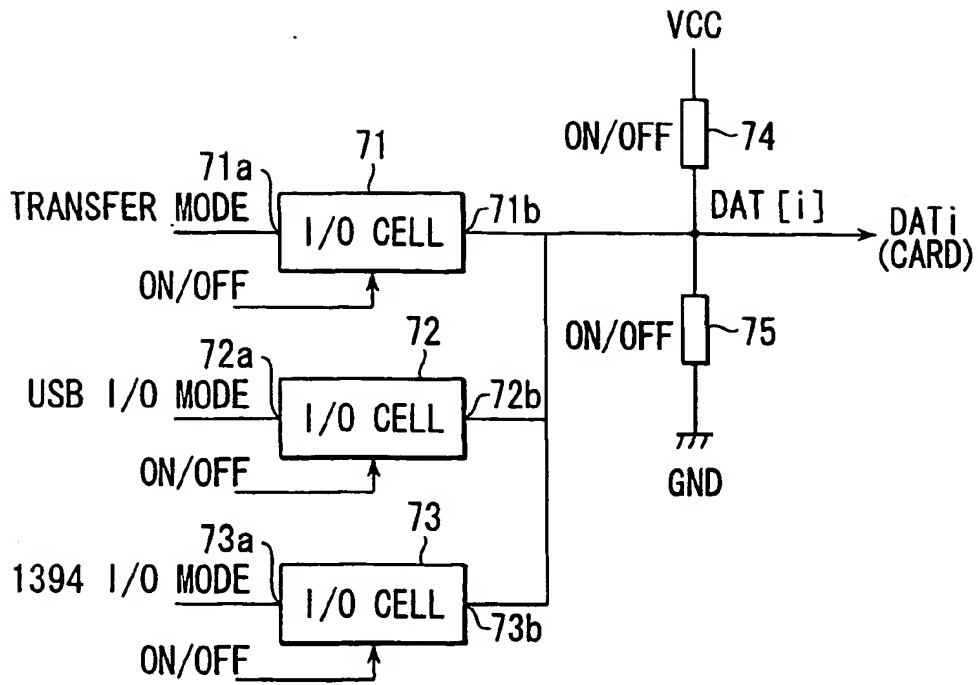 VCC
ON/OFF
74
71
71a
TRANSFER MODE
I/O CELL
71b
DAT [i]
DATi
(CARD)
ON/OFF
ON/OFF
75
72
72a
USB I/O MODE
I/O CELL
72b
ON/OFF
GND
73
73a
1394 I/O MODE
I/O CELL
73b
ON/OFF